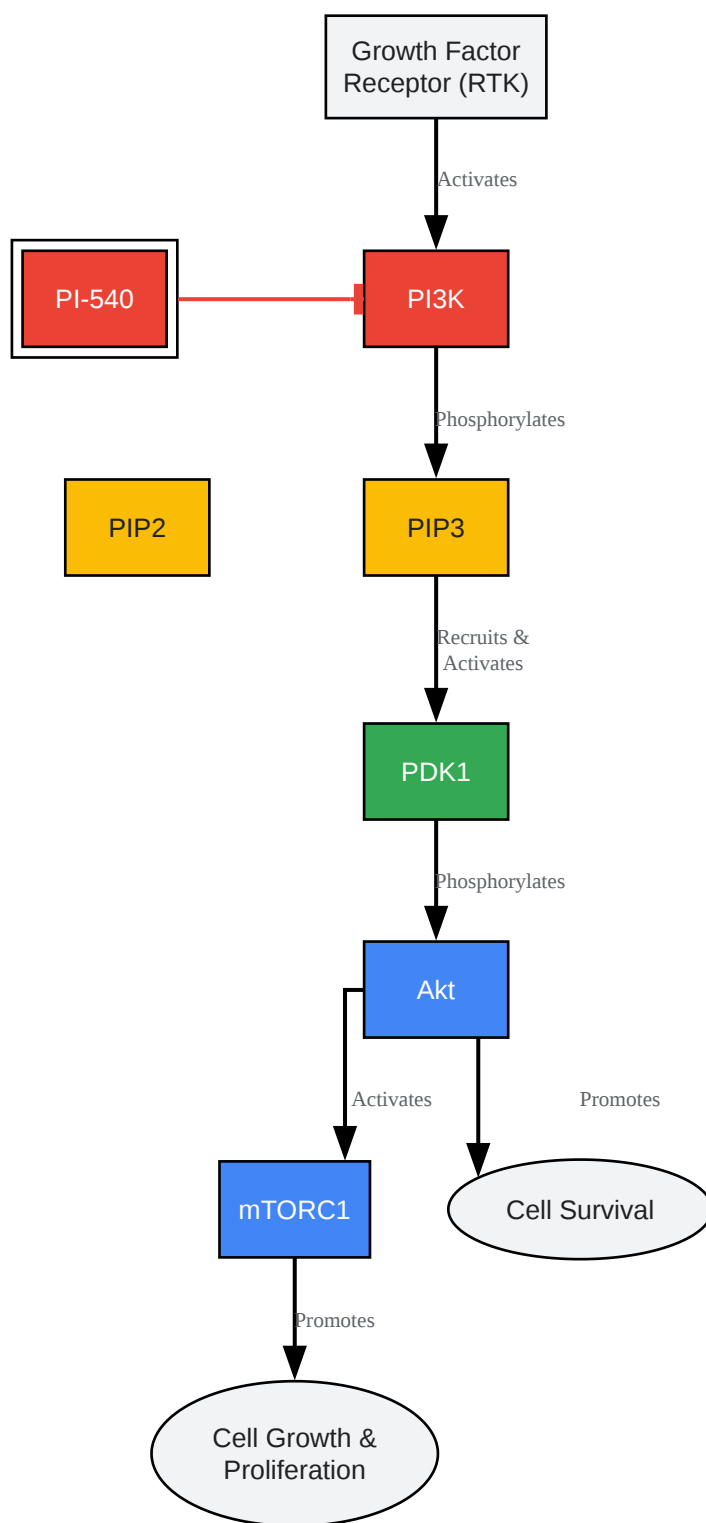 Growth Factor
Receptor (RTK)
Activates
PI-540
PI3K
Phosphorylates
PIP2
PIP3
Recruits &
Activates
PDK1
Phosphorylates
Akt
Activates
Promotes
mTORC1
Cell Survival
Promotes
Cell Growth &
Proliferation